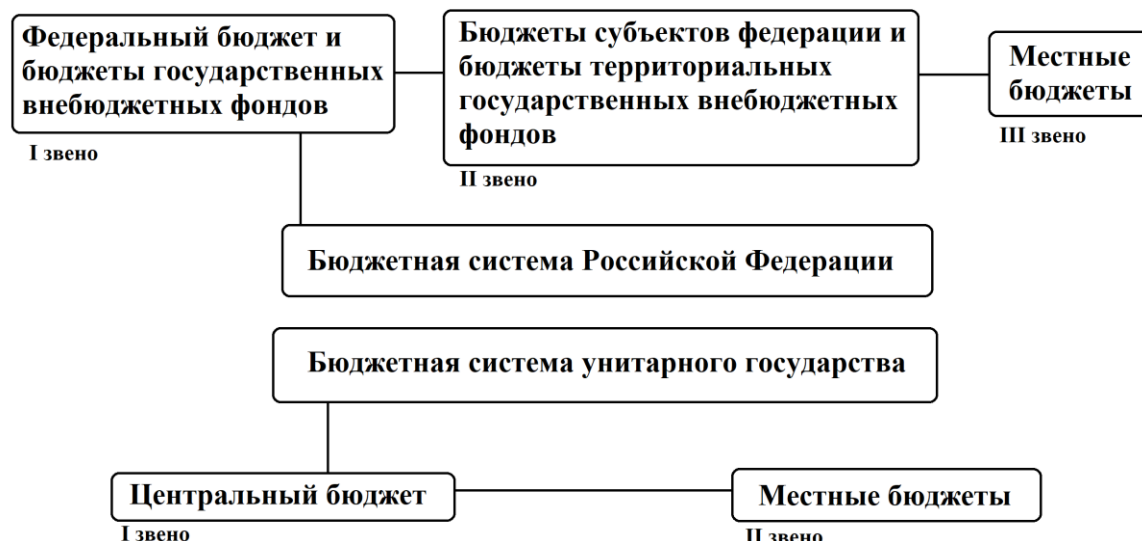 Федеральный бюджет и
бюджеты государственных
внебюджетных фондов
I звено
Бюджеты субъектов федерации и
бюджеты территориальных
государственных внебюджетных
фондов
II звено
Местные
бюджеты
III звено
Бюджетная система Российской Федерации
Бюджетная система унитарного государства
Центральный бюджет
I звено
Местные бюджеты
II звено